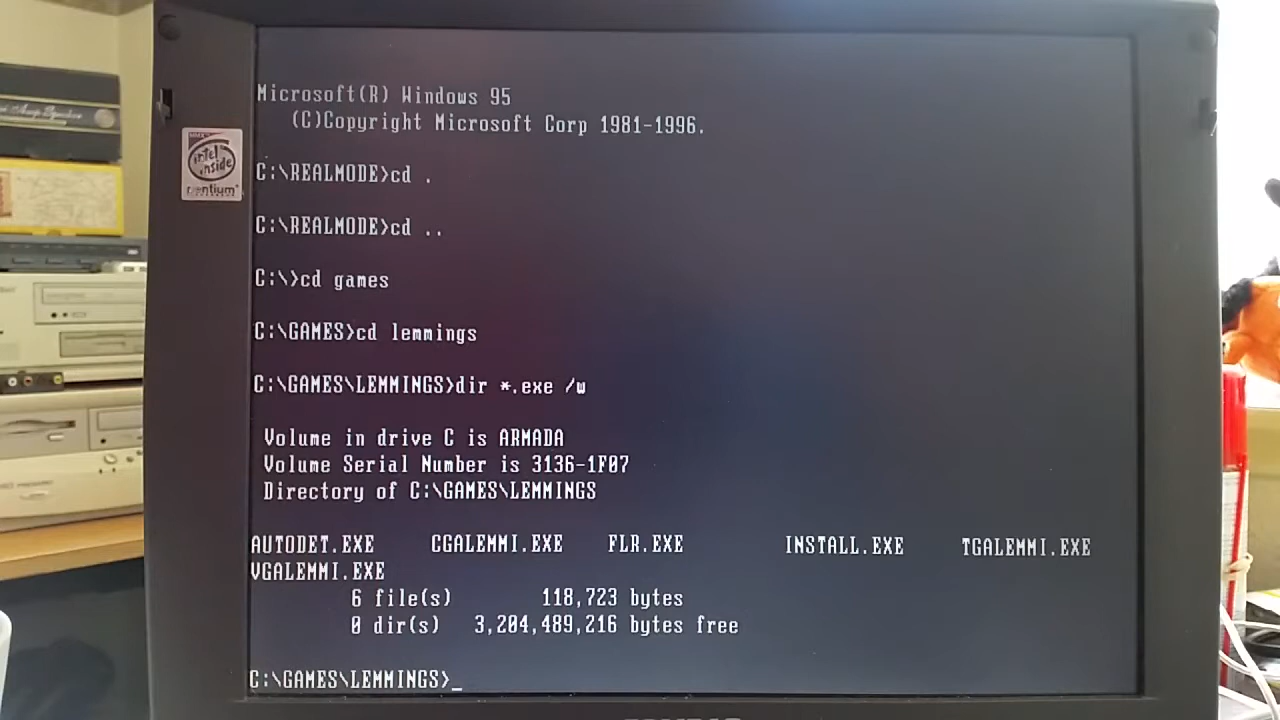 Microsoft(R) Windows 95
(C)Copyright Microsoft Corp 1981-1996.
C:\REALMODE>cd .
C:\REALMODE>cd ..
C:\>cd games
C:\GAMES>cd lemmings
C:\GAMES\LEMMINGS>dir *.exe /w
Volume in drive C is ARMADA
Volume Serial Number is 3136-1F07
Directory of C:\GAMES\LEMMINGS
AUTODET.EXE CGALEMMI.EXE FLR.EXE INSTALL.EXE TGALEMMI.EXE
VGALEMMI.EXE
6 file(s) 118,723 bytes
0 dir(s) 3,204,489,216 bytes free
C:\GAMES\LEMMINGS>_
intel
inside
pentium